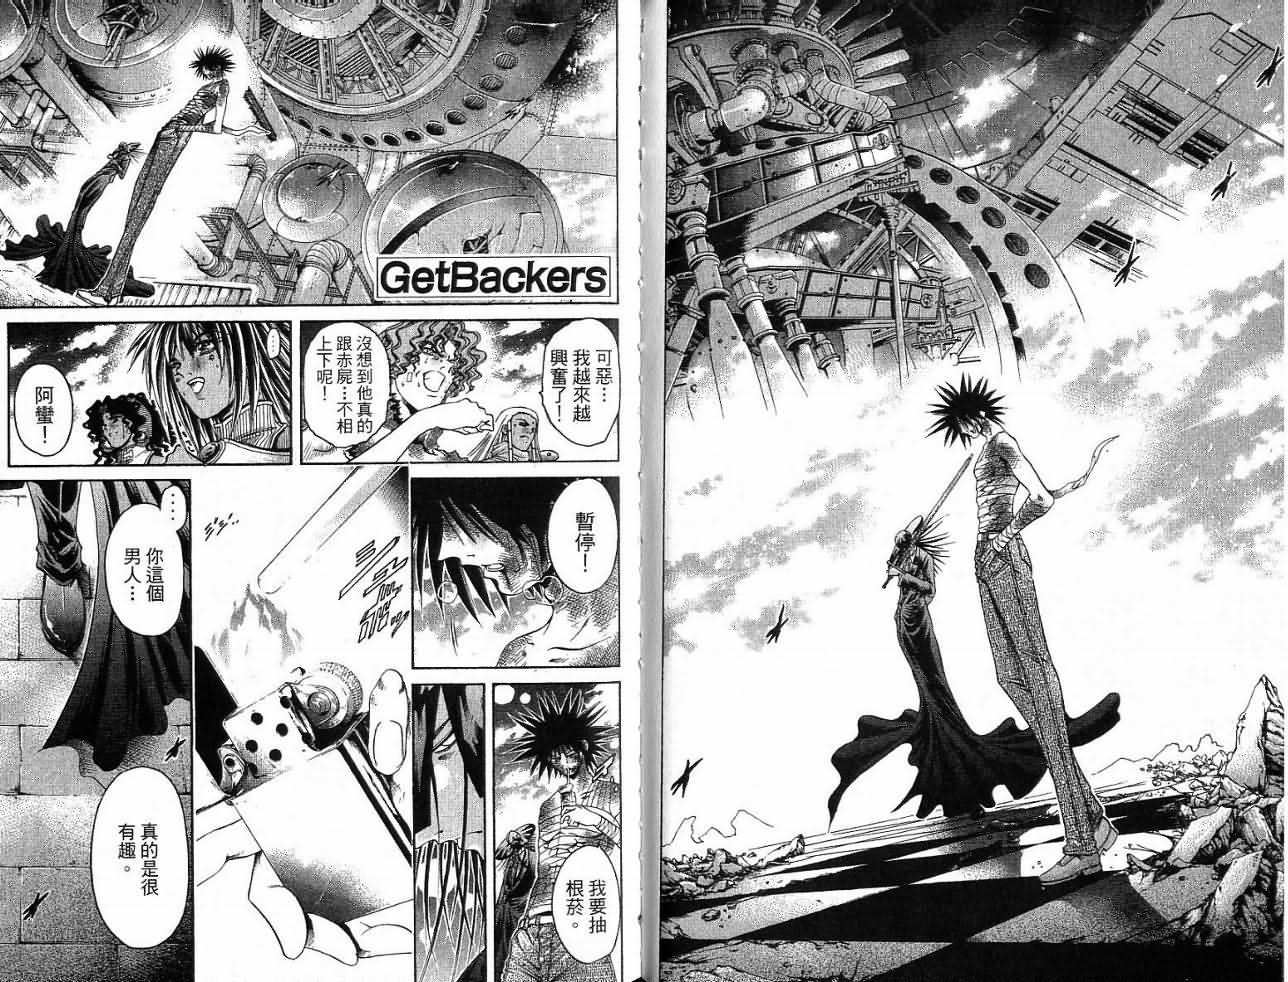 GetBackers
可惡…
我越來越
興奮了！
沒想到他真的
跟赤屍…不相
上下呢！
…
阿蠻！
暫停！
我要抽
根菸。
…
你這個
男人…
真的是很
有趣。